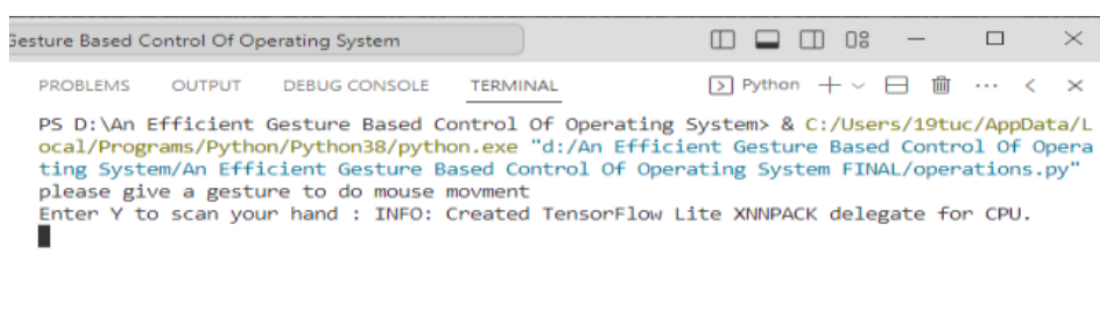 Gesture Based Control Of Operating System
PROBLEMS OUTPUT DEBUG CONSOLE TERMINAL Python
PS D:\An Efficient Gesture Based Control Of Operating System> & C:/Users/19tuc/AppData/L
ocal/Programs/Python/Python38/python.exe "d:/An Efficient Gesture Based Control Of Opera
ting System/An Efficient Gesture Based Control Of Operating System FINAL/operations.py"
please give a gesture to do mouse movment
Enter Y to scan your hand : INFO: Created TensorFlow Lite XNNPACK delegate for CPU.